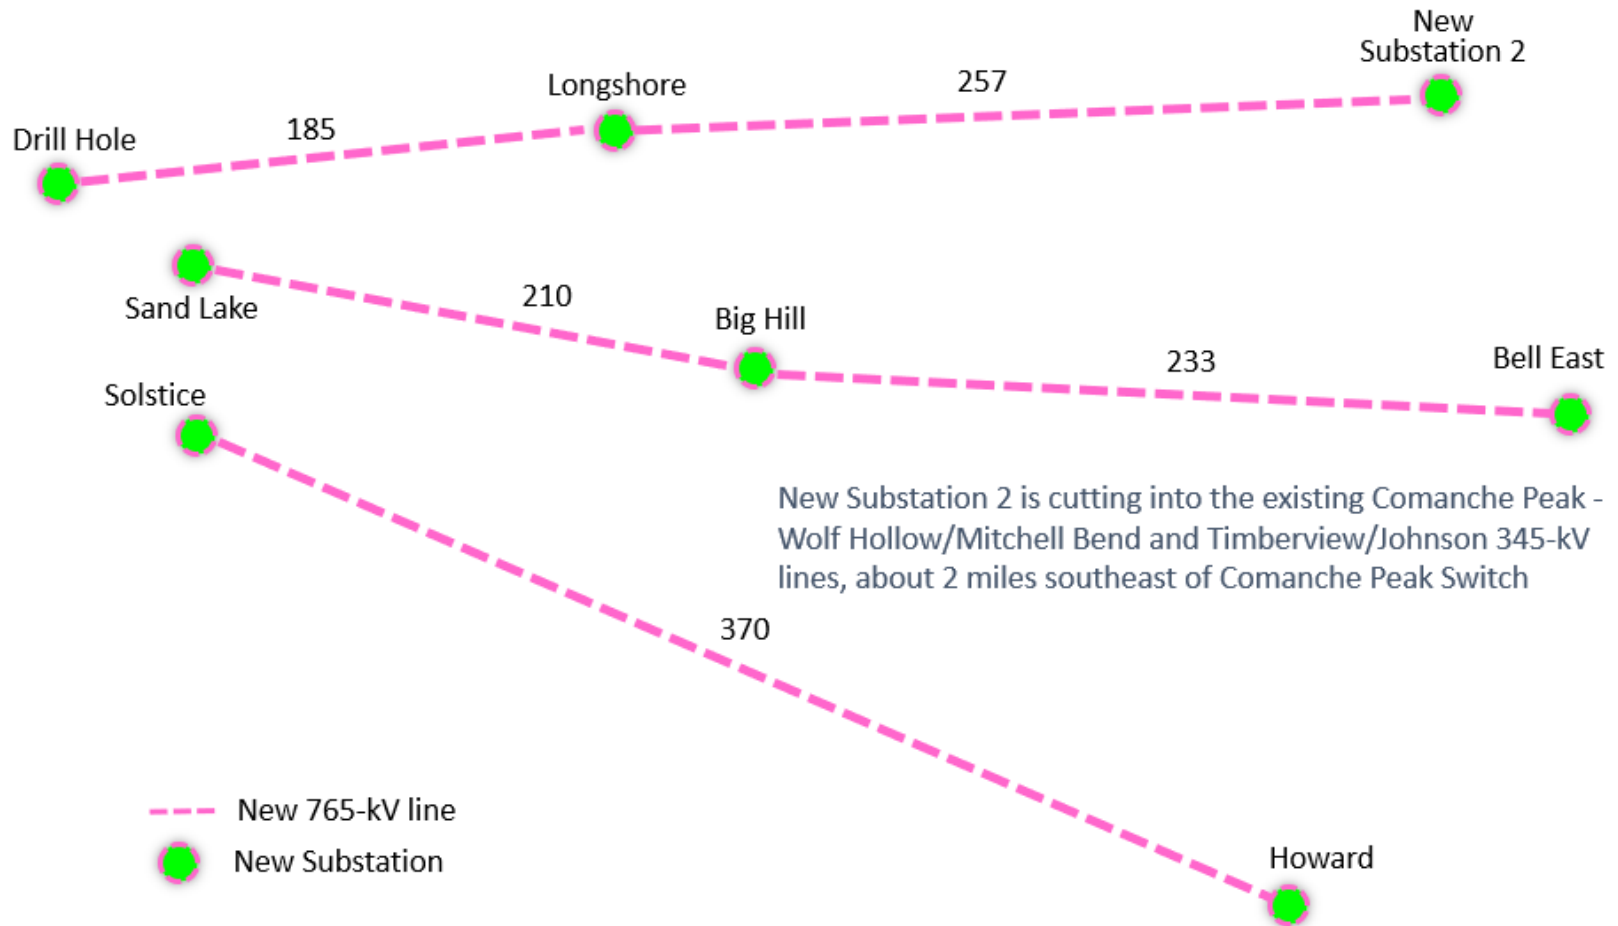 New
Substation 2
257
Longshore
185
Drill Hole
Sand Lake
210
Big Hill
233
Bell East
Solstice
New Substation 2 is cutting into the existing Comanche Peak -
Wolf Hollow/Mitchell Bend and Timberview/Johnson 345-kV
lines, about 2 miles southeast of Comanche Peak Switch
370
New 765-kV line
New Substation
Howard